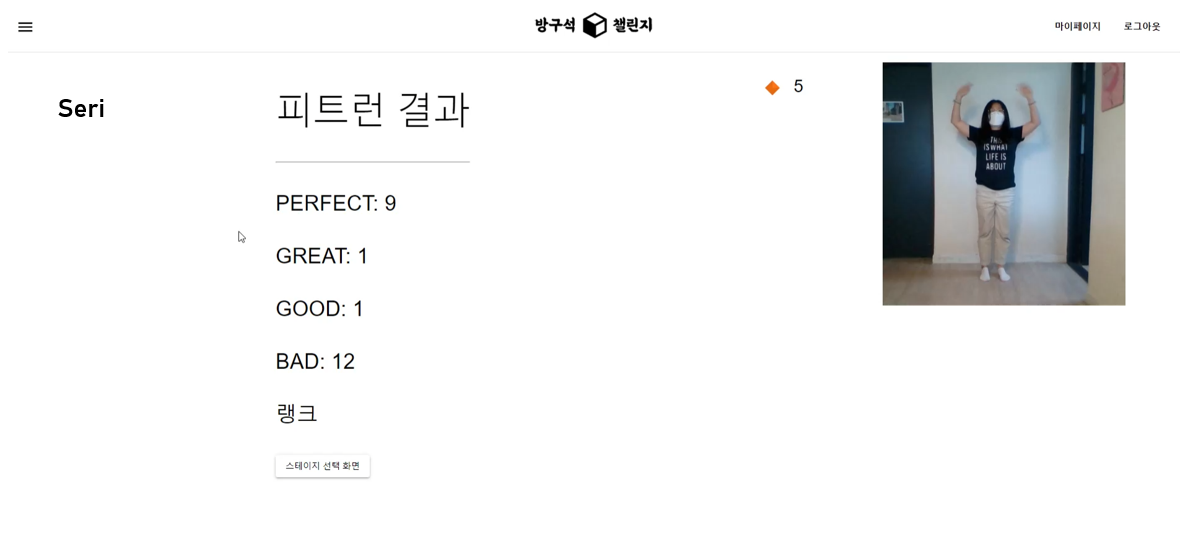 방구석 챌린지
마이페이지 로그아웃
Seri
피트런 결과
5
PERFECT: 9
GREAT: 1
GOOD: 1
BAD: 12
랭크
스테이지 선택 화면
THIS
IS WHAT
LIFE IS
ABOUT